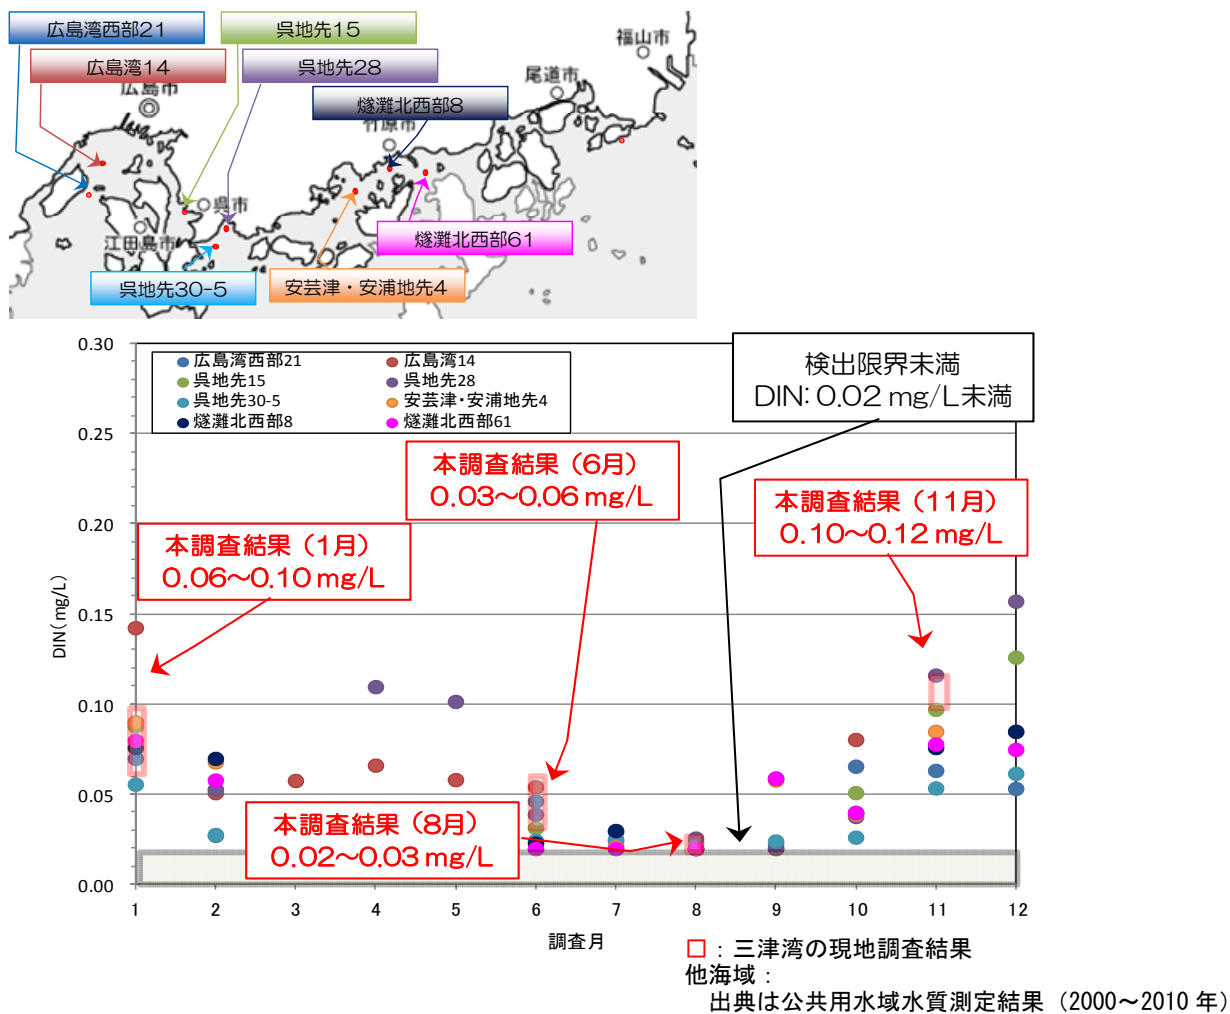 広島湾西部21
呉地先15
広島湾14
呉地先28
燧灘北西部8
福山市
尾道市
広島市
竹原市
呉市
江田島市
燧灘北西部61
呉地先30-5
安芸津・安浦地先4
0.30
0.25
0.20
0.15
0.10
0.05
0.00
DIN(mg/L)
広島湾西部21
広島湾14
呉地先15
呉地先28
呉地先30-5
安芸津・安浦地先4
燧灘北西部8
燧灘北西部61
検出限界未満
DIN: 0.02 mg/L未満
本調査結果（6月）
0.03～0.06 mg/L
本調査結果（11月）
0.10～0.12 mg/L
本調査結果（1月）
0.06～0.10 mg/L
本調査結果（8月）
0.02～0.03 mg/L
1 2 3 4 5 6 7 8 9 10 11 12
調査月
：三津湾の現地調査結果
他海域：
出典は公共用水域水質測定結果（2000～2010 年）